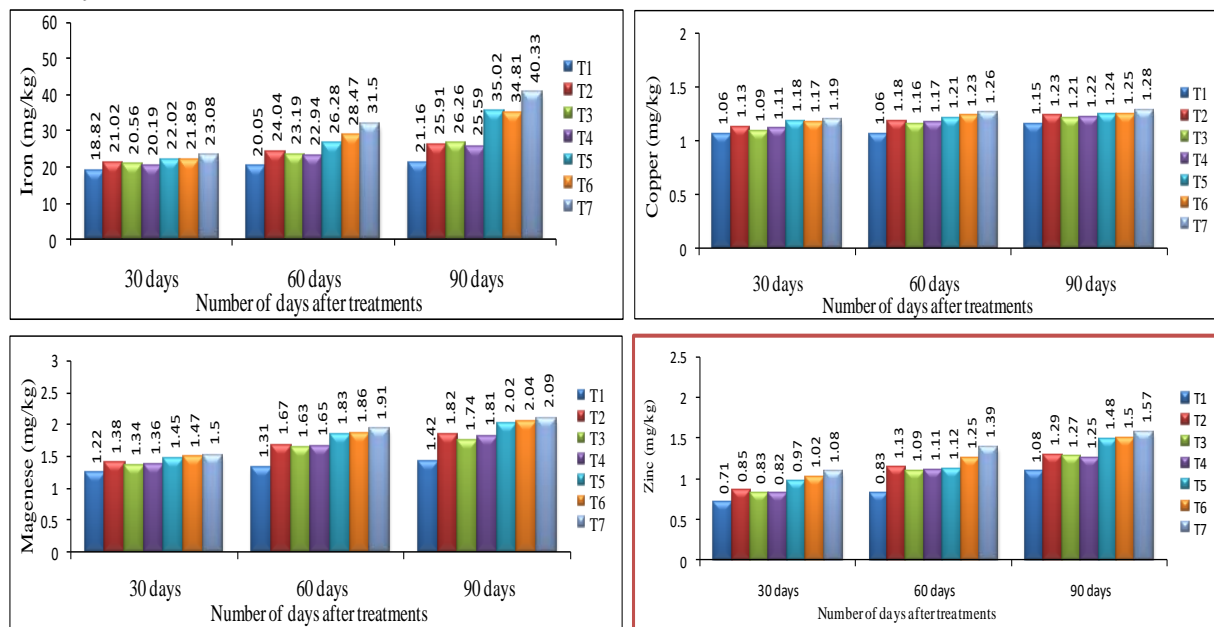 60
50
40
30
20
10
0
Iron (mg/kg)
18.82
21.02
20.56
20.19
22.02
21.89
23.08
20.05
24.04
23.19
22.94
26.28
28.47
31.5
21.16
25.91
26.26
25.59
35.02
34.81
40.33
30 days
60 days
90 days
Number of days after treatments
T1
T2
T3
T4
T5
T6
T7
2
1.5
1
0.5
0
Copper (mg/kg)
1.06
1.13
1.09
1.11
1.18
1.17
1.19
1.06
1.18
1.16
1.17
1.21
1.23
1.26
1.15
1.23
1.21
1.22
1.24
1.25
1.28
30 days
60 days
90 days
Number of days after treatments
T1
T2
T3
T4
T5
T6
T7
3
2.5
2
1.5
1
0.5
0
Magenese (mg/kg)
1.22
1.38
1.34
1.36
1.45
1.47
1.5
1.31
1.67
1.63
1.65
1.83
1.86
1.91
1.42
1.82
1.74
1.81
2.02
2.04
2.09
30 days
60 days
90 days
Number of days after treatments
T1
T2
T3
T4
T5
T6
T7
2.5
2
1.5
1
0.5
0
Zinc (mg/kg)
0.71
0.85
0.83
0.82
0.97
1.02
1.08
0.83
1.13
1.09
1.11
1.12
1.25
1.39
1.08
1.29
1.27
1.25
1.48
1.5
1.57
30 days
60 days
90 days
Number of days after treatments
T1
T2
T3
T4
T5
T6
T7